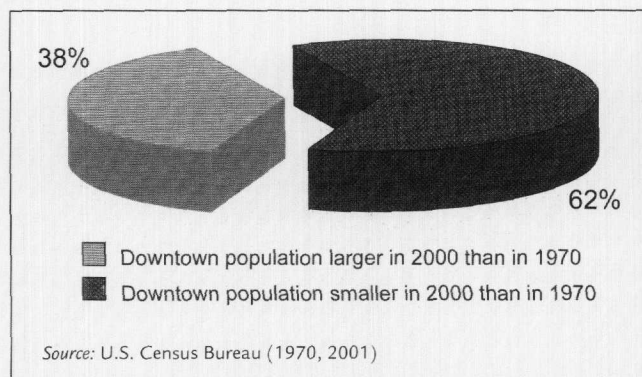 38%
62%
Downtown population larger in 2000 than in 1970
Downtown population smaller in 2000 than in 1970
Source: U.S. Census Bureau (1970, 2001)